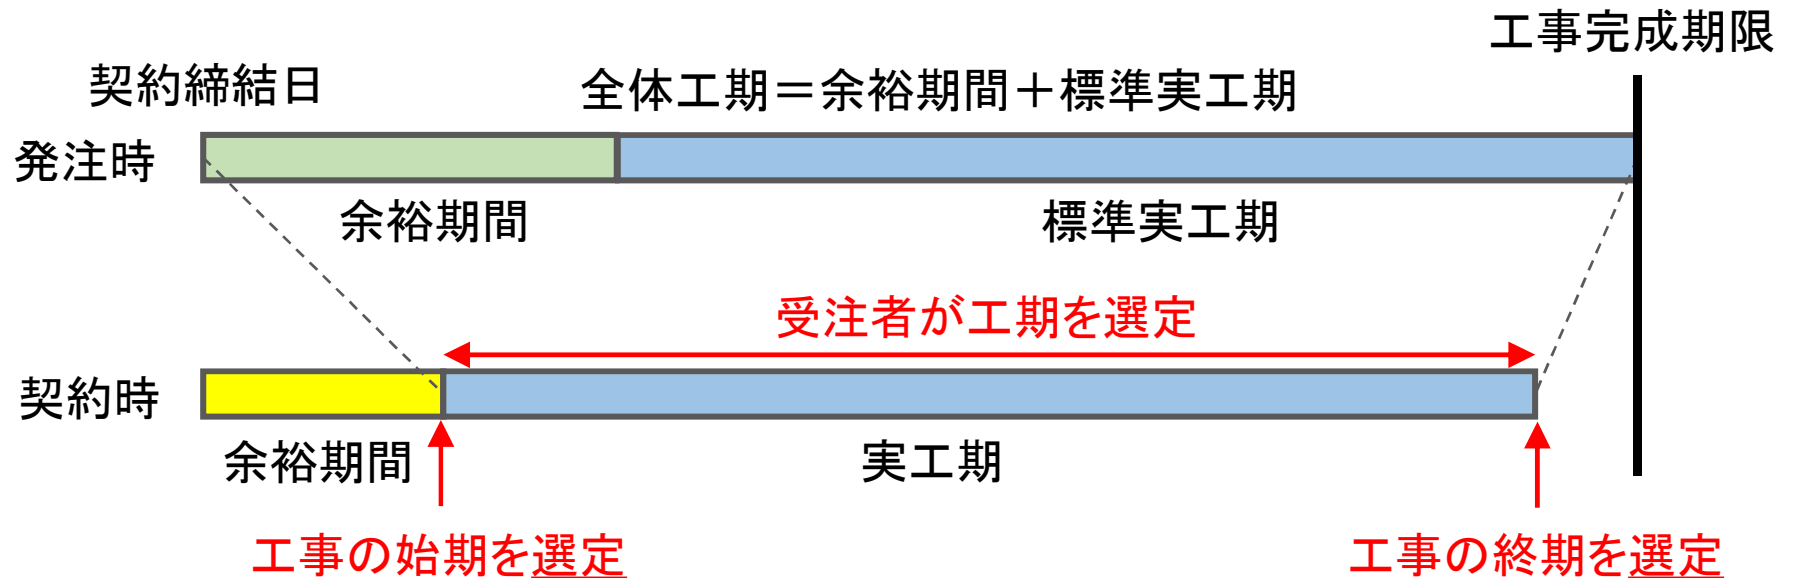 工事完成期限
契約締結日
全体工期＝余裕期間＋標準実工期
発注時
余裕期間
標準実工期
受注者が工期を選定
契約時
余裕期間
実工期
工事の始期を選定
工事の終期を選定